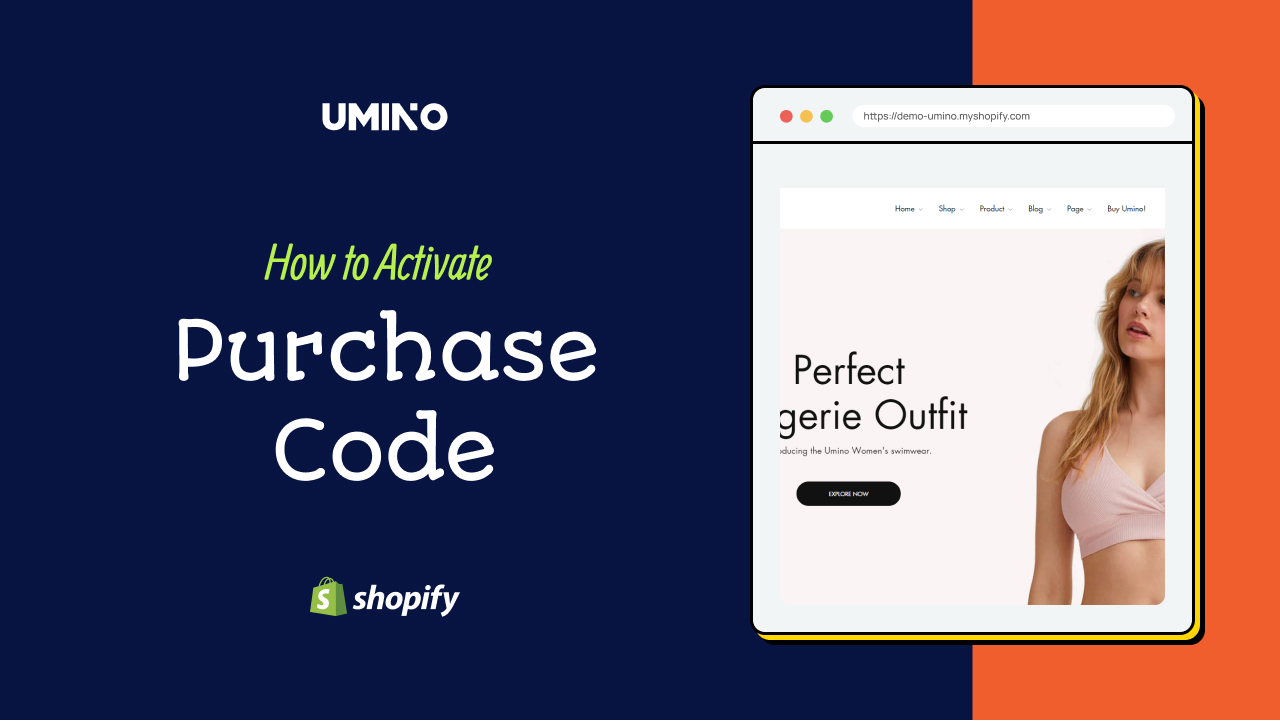 UMINO
How to Activate
Purchase
Code
S shopify
https://demo-umino.myshopify.com
Home Shop Product Blog Page Buy Umino!
Perfect
gerie Outfit
ducing the Umino Women's swimwear.
EXPLORE NOW